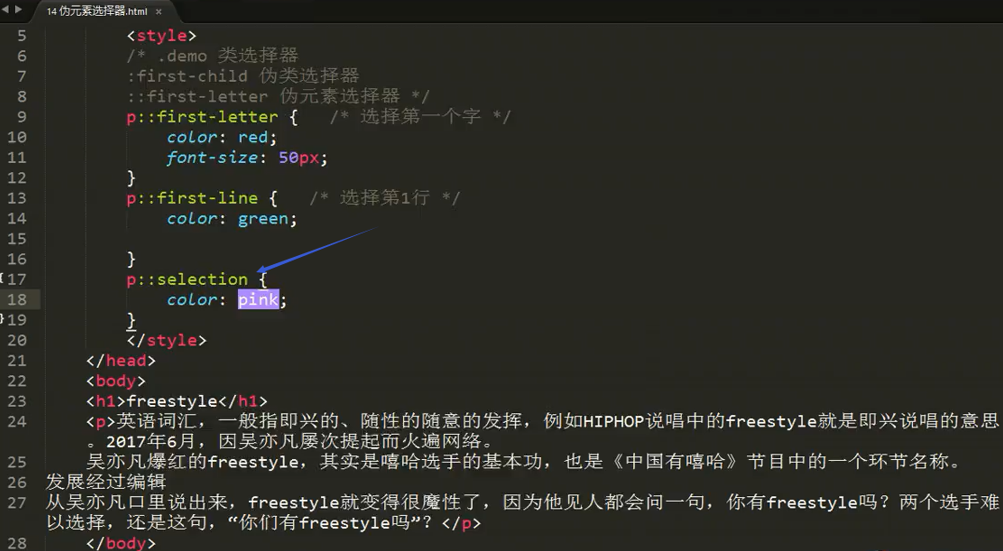 14 伪元素选择器.html ×
5 <style>
6 /* .demo 类选择器
7 :first-child 伪类选择器
8 ::first-letter 伪元素选择器 */
9 p::first-letter { /* 选择第一个字 */
10 color: red;
11 font-size: 50px;
12 }
13 p::first-line { /* 选择第1行 */
14 color: green;
15
16 }
17 p::selection {
18 color: pink;
19 }
20 </style>
21 </head>
22 <body>
23 <h1>freestyle</h1>
24 <p>英语词汇，一般指即兴的、随性的随意的发挥，例如HIPHOP说唱中的freestyle就是即兴说唱的意思
。2017年6月，因吴亦凡屡次提起而火遍网络。
25 吴亦凡爆红的freestyle，其实是嘻哈选手的基本功，也是《中国有嘻哈》节目中的一个环节名称。
26 发展经过编辑
27 从吴亦凡口里说出来，freestyle就变得很魔性了，因为他见人都会问一句，你有freestyle吗？两个选手难
以选择，还是这句，“你们有freestyle吗”？</p>
28 </body>